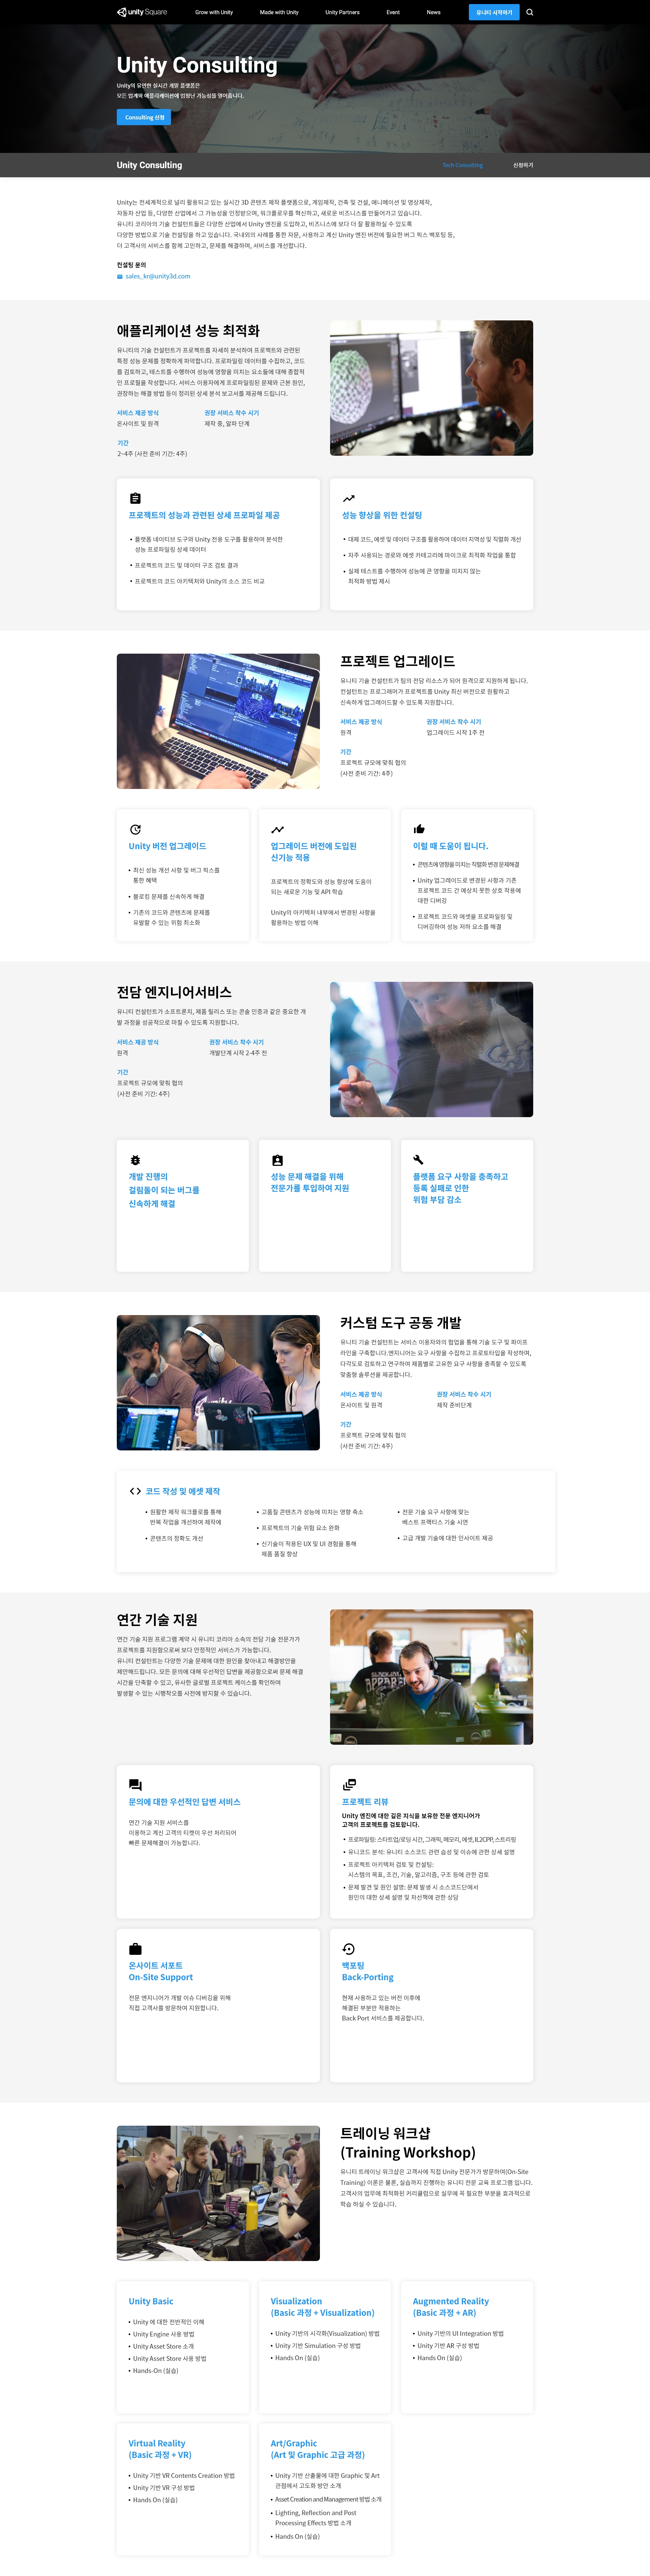 unity Square
Grow with Unity
Made with Unity
Unity Partners
Event
News
유니티 시작하기
Unity Consulting
Unity의 유연한 실시간 개발 플랫폼은
모든 업계와 애플리케이션에 엄청난 가능성을 열어줍니다.
Consulting 신청
Unity Consulting
Tech Consulting
신청하기
Unity는 전세계적으로 널리 활용되고 있는 실시간 3D 콘텐츠 제작 플랫폼으로, 게임제작, 건축 및 건설, 애니메이션 및 영상제작,
자동차 산업 등, 다양한 산업에서 그 가능성을 인정받으며, 워크플로우를 혁신하고, 새로운 비즈니스를 만들어가고 있습니다.
유니티 코리아의 기술 컨설턴트들은 다양한 산업에서 Unity 엔진을 도입하고, 비즈니스에 보다 더 잘 활용하실 수 있도록
다양한 방법으로 기술 컨설팅을 하고 있습니다. 국내외의 사례를 통한 자문, 사용하고 계신 Unity 엔진 버전에 필요한 버그 픽스 백포팅 등,
더 고객사의 서비스를 함께 고민하고, 문제를 해결하며, 서비스를 개선합니다.
컨설팅 문의
sales_kr@unity3d.com
애플리케이션 성능 최적화
유니티의 기술 컨설턴트가 프로젝트를 자세히 분석하여 프로젝트와 관련된
특정 성능 문제를 정확하게 파악합니다. 프로파일링 데이터를 수집하고, 코드
를 검토하고, 테스트를 수행하여 성능에 영향을 미치는 요소들에 대해 종합적
인 프로필을 작성합니다. 서비스 이용자에게 프로파일링된 문제와 근본 원인,
권장하는 해결 방법 등이 정리된 상세 분석 보고서를 제공해 드립니다.
서비스 제공 방식
권장 서비스 착수 시기
온사이트 및 원격
제작 중, 알파 단계
기간
2~4주 (사전 준비 기간: 4주)
프로젝트의 성능과 관련된 상세 프로파일 제공
• 플랫폼 네이티브 도구와 Unity 전용 도구를 활용하여 분석한
성능 프로파일링 상세 데이터
• 프로젝트의 코드 및 데이터 구조 검토 결과
• 프로젝트의 코드 아키텍처와 Unity의 소스 코드 비교
성능 향상을 위한 컨설팅
• 대체 코드, 에셋 및 데이터 구조를 활용하여 데이터 지역성 및 직렬화 개선
• 자주 사용되는 경로와 에셋 카테고리에 마이크로 최적화 작업을 통합
• 실제 테스트를 수행하여 성능에 큰 영향을 미치지 않는
최적화 방법 제시
프로젝트 업그레이드
유니티 기술 컨설턴트가 팀의 전담 리소스가 되어 원격으로 지원하게 됩니다.
컨설턴트는 프로그래머가 프로젝트를 Unity 최신 버전으로 원활하고
신속하게 업그레이드할 수 있도록 지원합니다.
서비스 제공 방식
권장 서비스 착수 시기
원격
업그레이드 시작 1주 전
기간
프로젝트 규모에 맞춰 협의
(사전 준비 기간: 4주)
Unity 버전 업그레이드
• 최신 성능 개선 사항 및 버그 픽스를
통한 혜택
• 블로킹 문제를 신속하게 해결
• 기존의 코드와 콘텐츠에 문제를
유발할 수 있는 위험 최소화
업그레이드 버전에 도입된
신기능 적용
프로젝트의 정확도와 성능 향상에 도움이
되는 새로운 기능 및 API 학습
Unity의 아키텍처 내부에서 변경된 사항을
활용하는 방법 이해
이럴 때 도움이 됩니다.
• 콘텐츠에 영향을 미치는 직렬화 변경 문제해결
• Unity 업그레이드로 변경된 사항과 기존
프로젝트 코드 간 예상치 못한 상호 작용에
대한 디버깅
• 프로젝트 코드와 에셋을 프로파일링 및
디버깅하여 성능 저하 요소를 해결
전담 엔지니어서비스
유니티 컨설턴트가 소프트론치, 제품 릴리스 또는 콘솔 인증과 같은 중요한 개
발 과정을 성공적으로 마칠 수 있도록 지원합니다.
서비스 제공 방식
권장 서비스 착수 시기
원격
개발단계 시작 2-4주 전
기간
프로젝트 규모에 맞춰 협의
(사전 준비 기간: 4주)
개발 진행의
걸림돌이 되는 버그를
신속하게 해결
성능 문제 해결을 위해
전문가를 투입하여 지원
플랫폼 요구 사항을 충족하고
등록 실패로 인한
위험 부담 감소
커스텀 도구 공동 개발
유니티 기술 컨설턴트는 서비스 이용자와의 협업을 통해 기술 도구 및 파이프
라인을 구축합니다.엔지니어는 요구 사항을 수집하고 프로토타입을 작성하며,
다각도로 검토하고 연구하여 제품별로 고유한 요구 사항을 충족할 수 있도록
맞춤형 솔루션을 제공합니다.
서비스 제공 방식
권장 서비스 착수 시기
온사이트 및 원격
제작 준비단계
기간
프로젝트 규모에 맞춰 협의
(사전 준비 기간: 4주)
코드 작성 및 에셋 제작
• 원활한 제작 워크플로를 통해
반복 작업을 개선하여 제작에
• 콘텐츠의 정확도 개선
• 고품질 콘텐츠가 성능에 미치는 영향 축소
• 프로젝트의 기술 위험 요소 완화
• 신기술이 적용된 UX 및 UI 경험을 통해
제품 품질 향상
• 전문 기술 요구 사항에 맞는
베스트 프랙티스 기술 시연
• 고급 개발 기술에 대한 인사이트 제공
연간 기술 지원
연간 기술 지원 프로그램 계약 시 유니티 코리아 소속의 전담 기술 전문가가
프로젝트를 지원함으로써 보다 안정적인 서비스가 가능합니다.
유니티 컨설턴트는 다양한 기술 문제에 대한 원인을 찾아내고 해결방안을
제안해드립니다. 모든 문의에 대해 우선적인 답변을 제공함으로써 문제 해결
시간을 단축할 수 있고, 유사한 글로벌 프로젝트 케이스를 확인하여
발생할 수 있는 시행착오를 사전에 방지할 수 있습니다.
문의에 대한 우선적인 답변 서비스
연간 기술 지원 서비스를
이용하고 계신 고객의 티켓이 우선 처리되어
빠른 문제해결이 가능합니다.
프로젝트 리뷰
Unity 엔진에 대한 깊은 지식을 보유한 전문 엔지니어가
고객의 프로젝트를 검토합니다.
• 프로파일링: 스타트업/로딩 시간, 그래픽, 메모리, 에셋, IL2CPP, 스트리밍
• 유니코드 분석: 유니티 소스코드 관련 습성 및 이슈에 관한 상세 설명
• 프로젝트 아키텍처 검토 및 컨설팅:
시스템의 목표, 조건, 기술, 알고리즘, 구조 등에 관한 검토
• 문제 발견 및 원인 설명: 문제 발생 시 소스코드단에서
원민의 대한 상세 설명 및 차선책에 관한 상담
온사이트 서포트
On-Site Support
전문 엔지니어가 개발 이슈 디버깅을 위해
직접 고객사를 방문하여 지원합니다.
백포팅
Back-Porting
현재 사용하고 있는 버전 이후에
해결된 부분만 적용하는
Back Port 서비스를 제공합니다.
트레이닝 워크샵
(Training Workshop)
유니티 트레이닝 워크샵은 고객사에 직접 Unity 전문가가 방문하여(On-Site
Training) 이론은 물론, 실습까지 진행하는 유니티 전문 교육 프로그램 입니다.
고객사의 업무에 최적화된 커리큘럼으로 실무에 꼭 필요한 부분을 효과적으로
학습 하실 수 있습니다.
Unity Basic
• Unity 에 대한 전반적인 이해
• Unity Engine 사용 방법
• Unity Asset Store 소개
• Unity Asset Store 사용 방법
• Hands-On (실습)
Visualization
(Basic 과정 + Visualization)
• Unity 기반의 시각화(Visualization) 방법
• Unity 기반 Simulation 구성 방법
• Hands On (실습)
Augmented Reality
(Basic 과정 + AR)
• Unity 기반의 UI Integration 방법
• Unity 기반 AR 구성 방법
• Hands On (실습)
Virtual Reality
(Basic 과정 + VR)
• Unity 기반 VR Contents Creation 방법
• Unity 기반 VR 구성 방법
• Hands On (실습)
Art/Graphic
(Art 및 Graphic 고급 과정)
• Unity 기반 산출물에 대한 Graphic 및 Art
관점에서 고도화 방안 소개
• Asset Creation and Management 방법 소개
• Lighting, Reflection and Post
Processing Effects 방법 소개
• Hands On (실습)